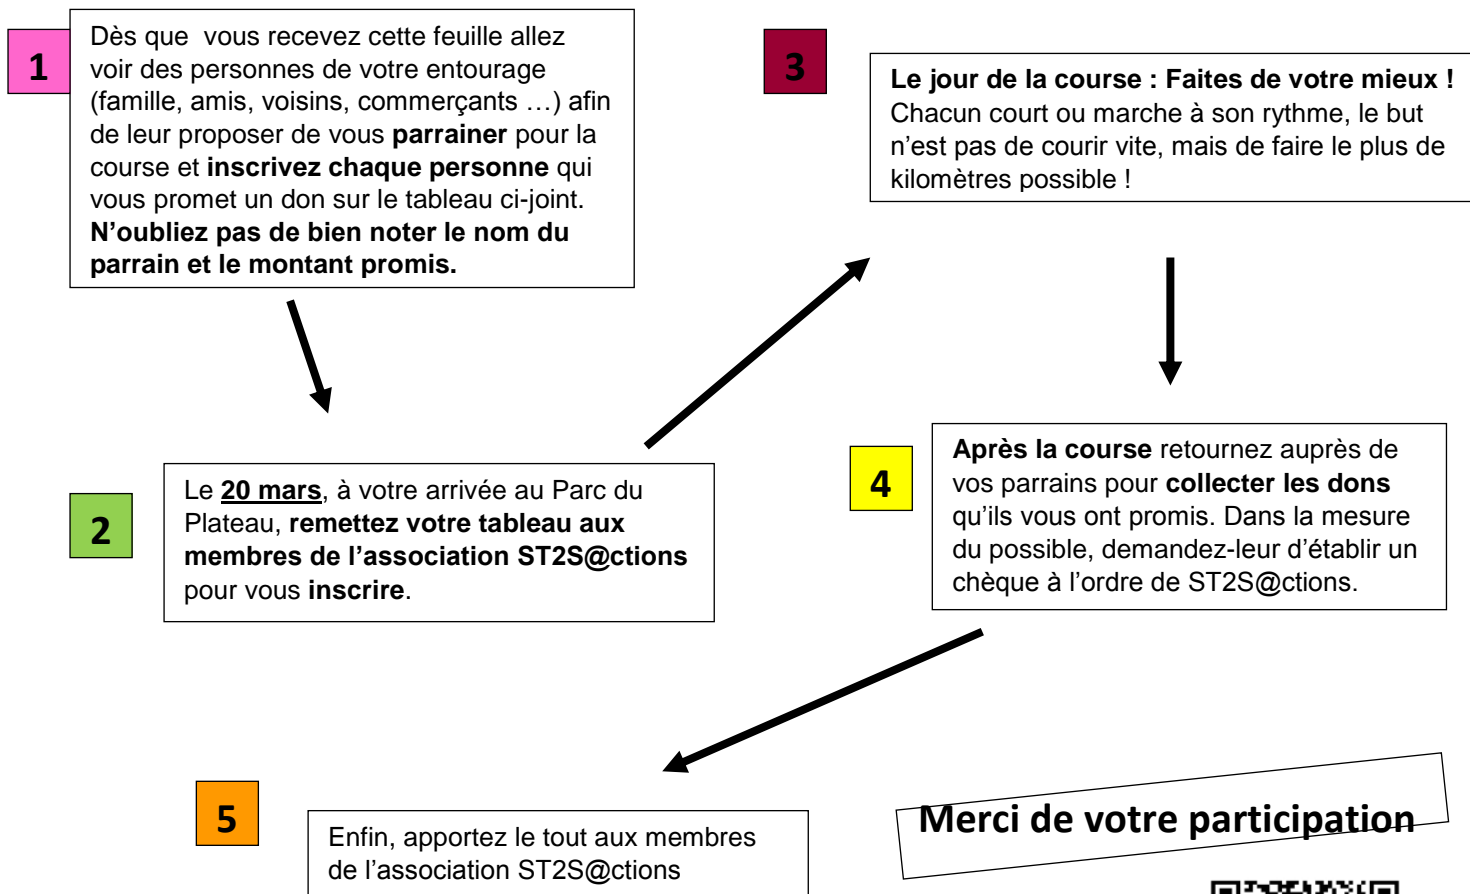 1
Dès que  vous recevez cette feuille allez
voir des personnes de votre entourage
(famille, amis, voisins, commerçants …) afin
de leur proposer de vous parrainer pour la
course et inscrivez chaque personne qui
vous promet un don sur le tableau ci-joint.
N’oubliez pas de bien noter le nom du
parrain et le montant promis.
2
Le 20 mars, à votre arrivée au Parc du
Plateau, remettez votre tableau aux
membres de l’association ST2S@ctions
pour vous inscrire.
3
Le jour de la course : Faites de votre mieux !
Chacun court ou marche à son rythme, le but
n’est pas de courir vite, mais de faire le plus de
kilomètres possible !
4
Après la course retournez auprès de
vos parrains pour collecter les dons
qu’ils vous ont promis. Dans la mesure
du possible, demandez-leur d’établir un
chèque à l’ordre de ST2S@ctions.
5
Enfin, apportez le tout aux membres
de l’association ST2S@ctions
Merci de votre participation